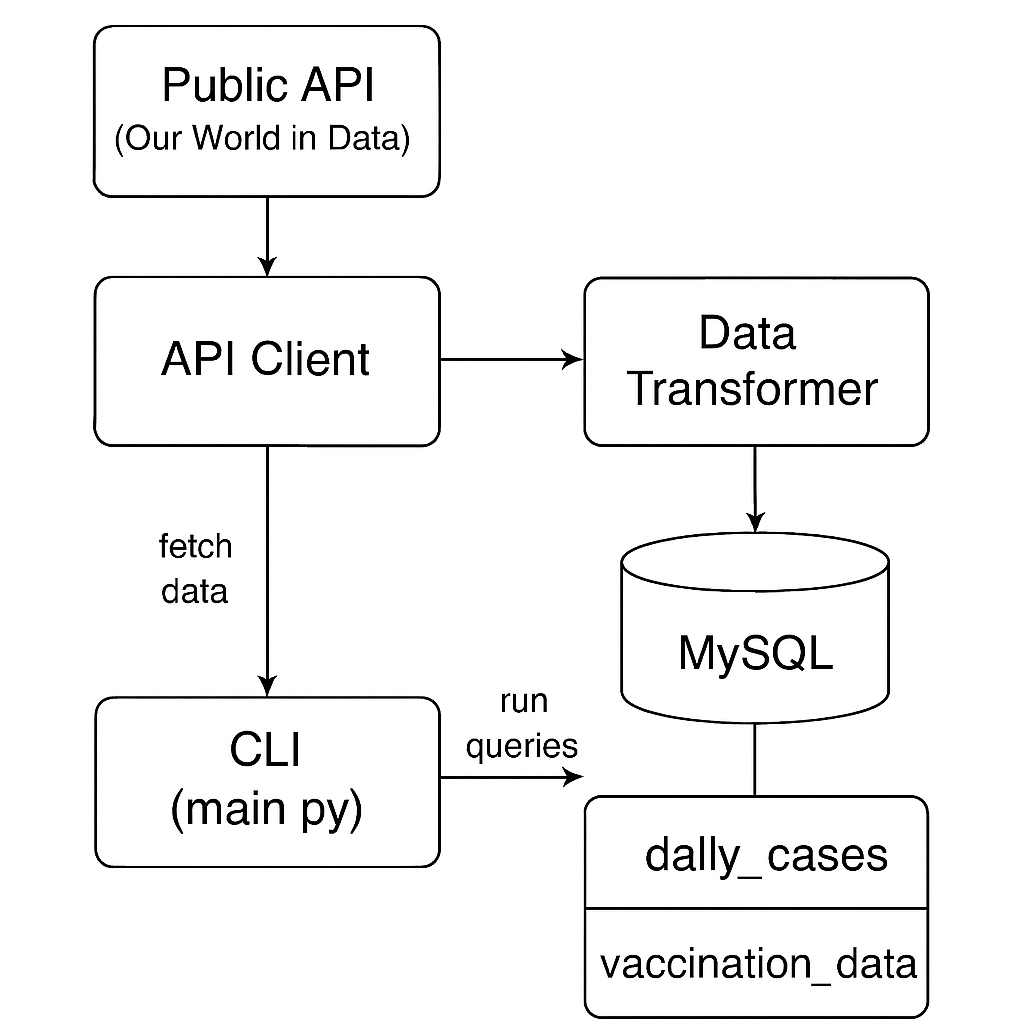 Public API
(Our World in Data)
API Client
Data
Transformer
fetch
data
MySQL
CLI
(main py)
run
queries
dally_cases
vaccination_data